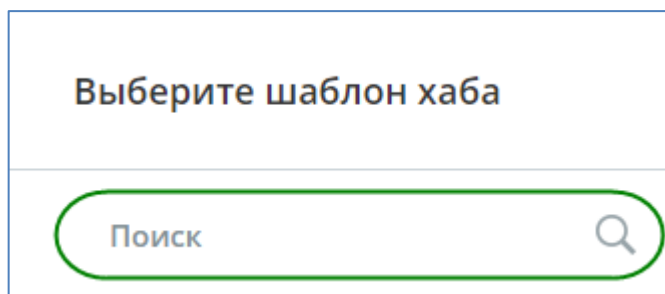 Выберите шаблон хаба
Поиск